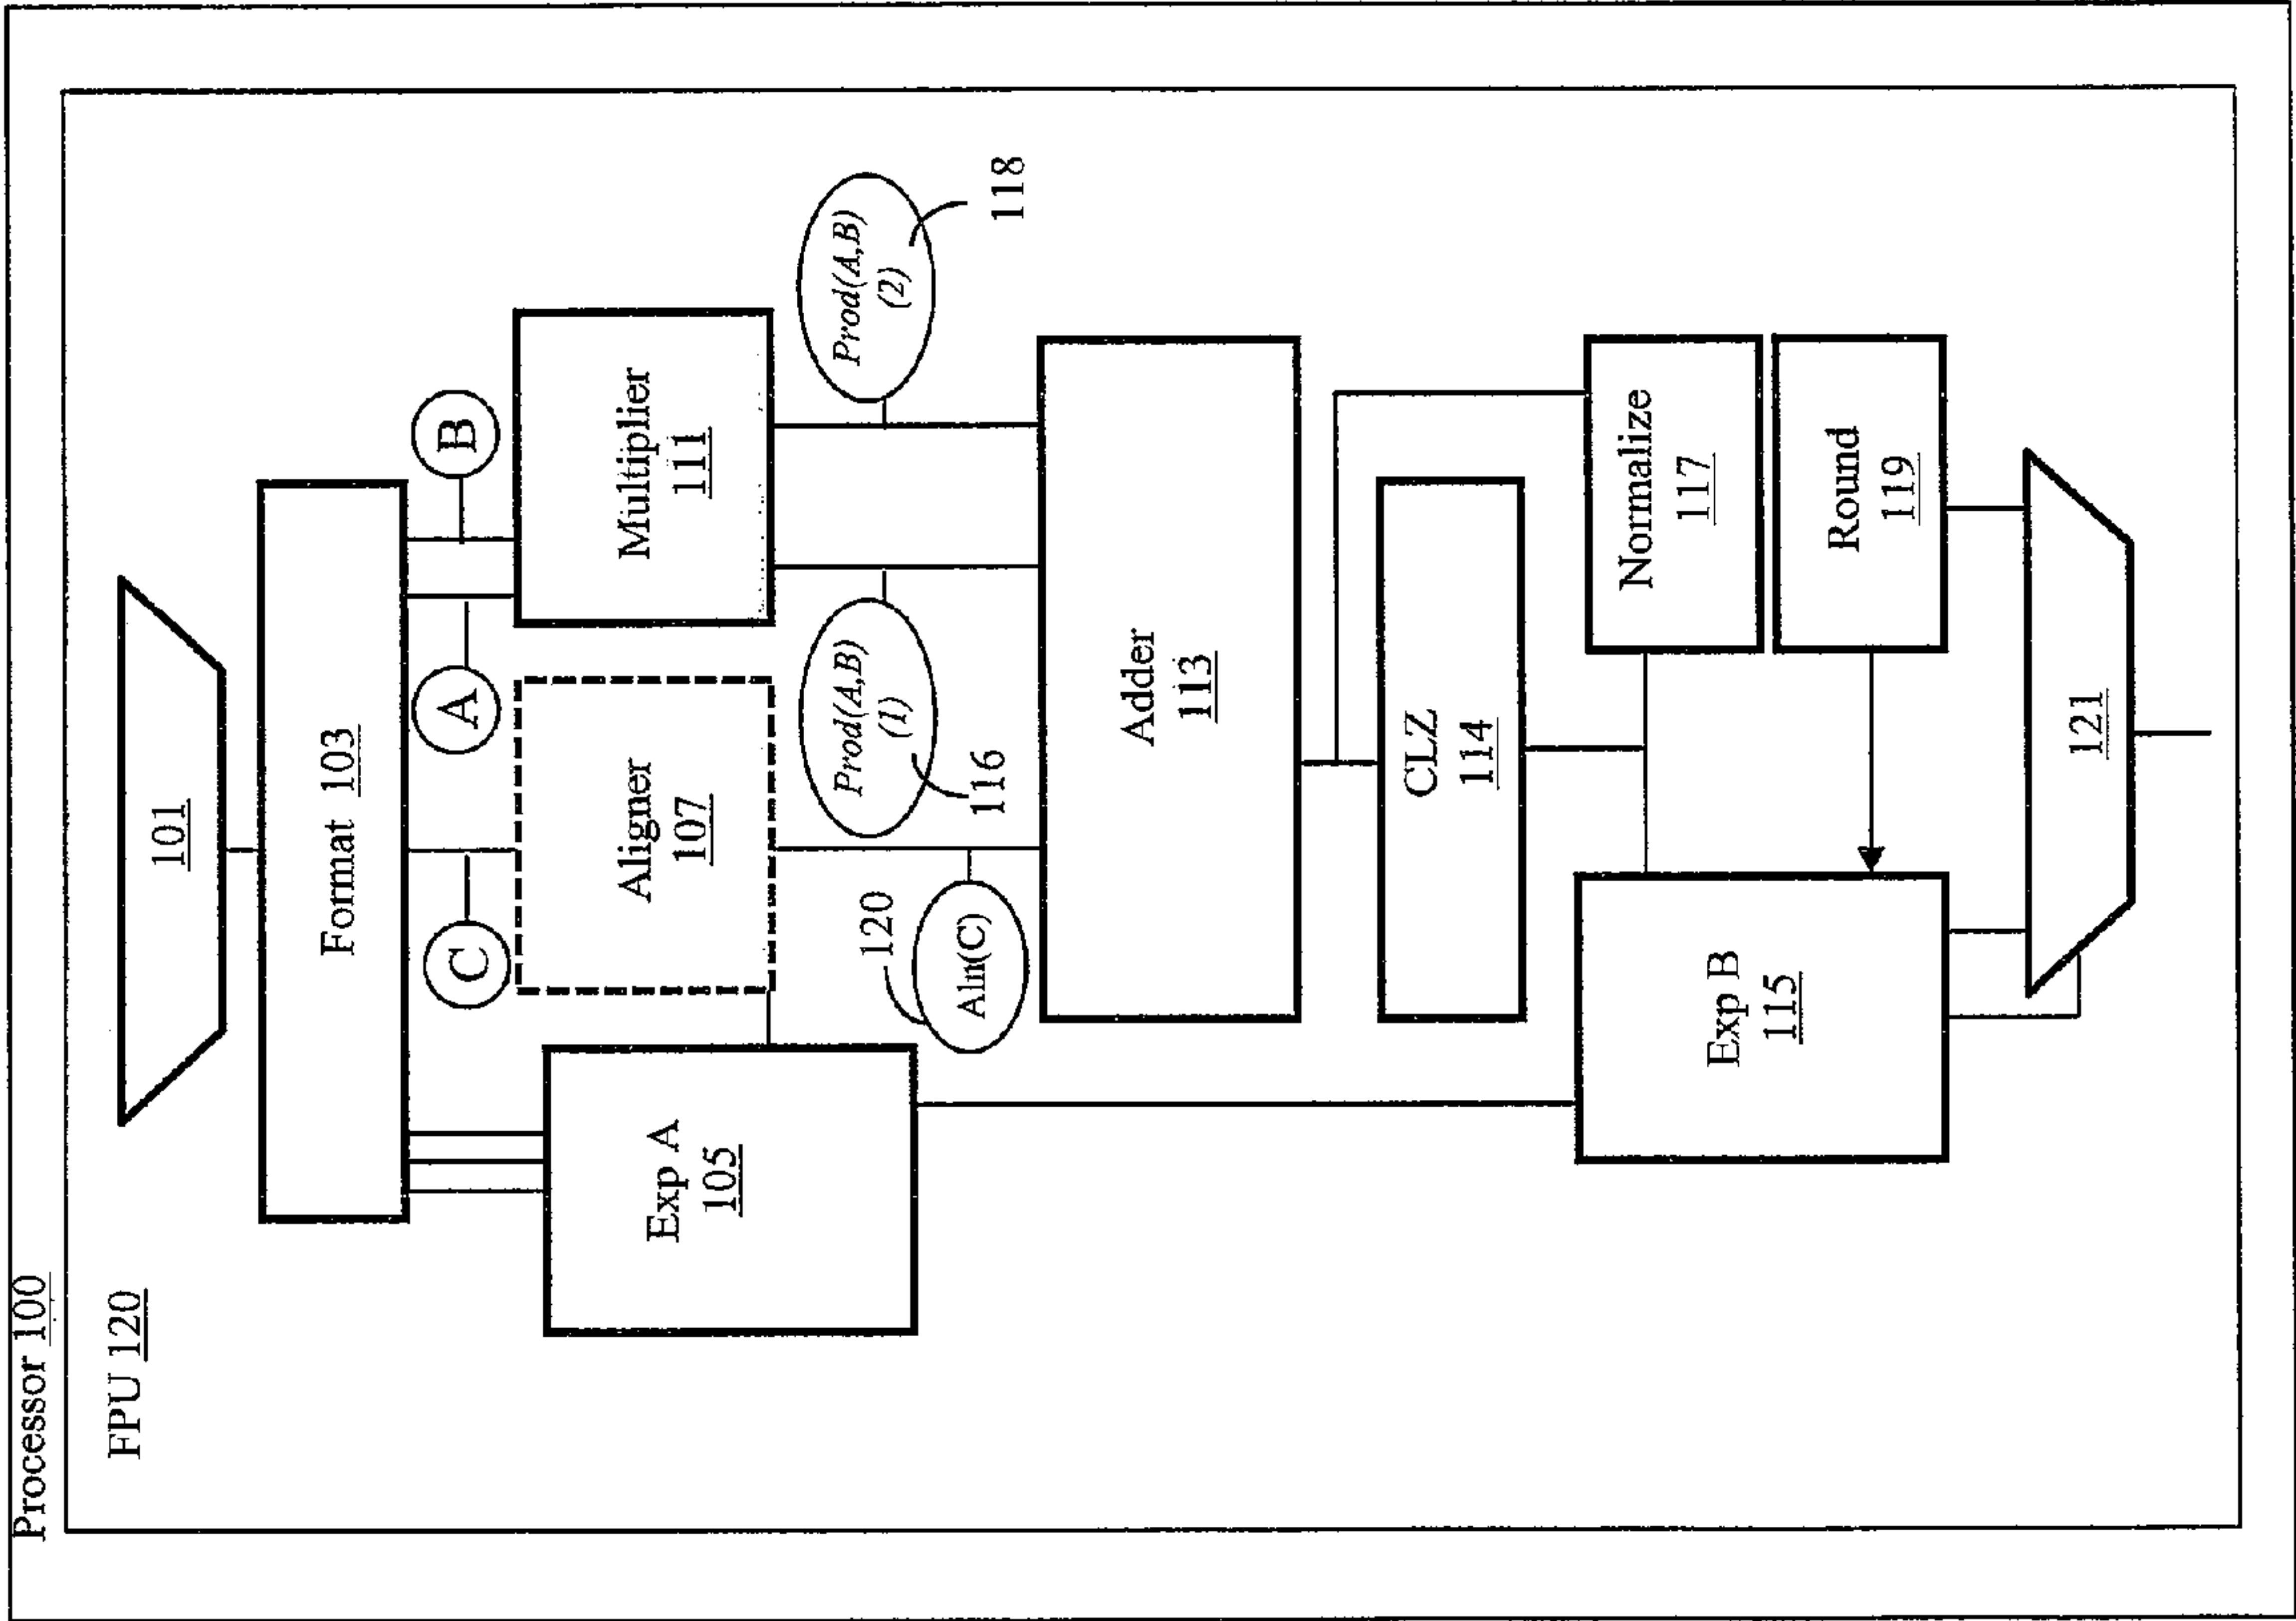 Processor 100
FPU 120
101
Format 103
C
A
B
Exp A
105
Aligner
107
Multiplier
111
120
Aln(C)
Prod(A,B)
(1)
116
Prod(A,B)
(2)
118
Adder
113
CLZ
114
Exp B
115
Normalize
117
Round
119
121